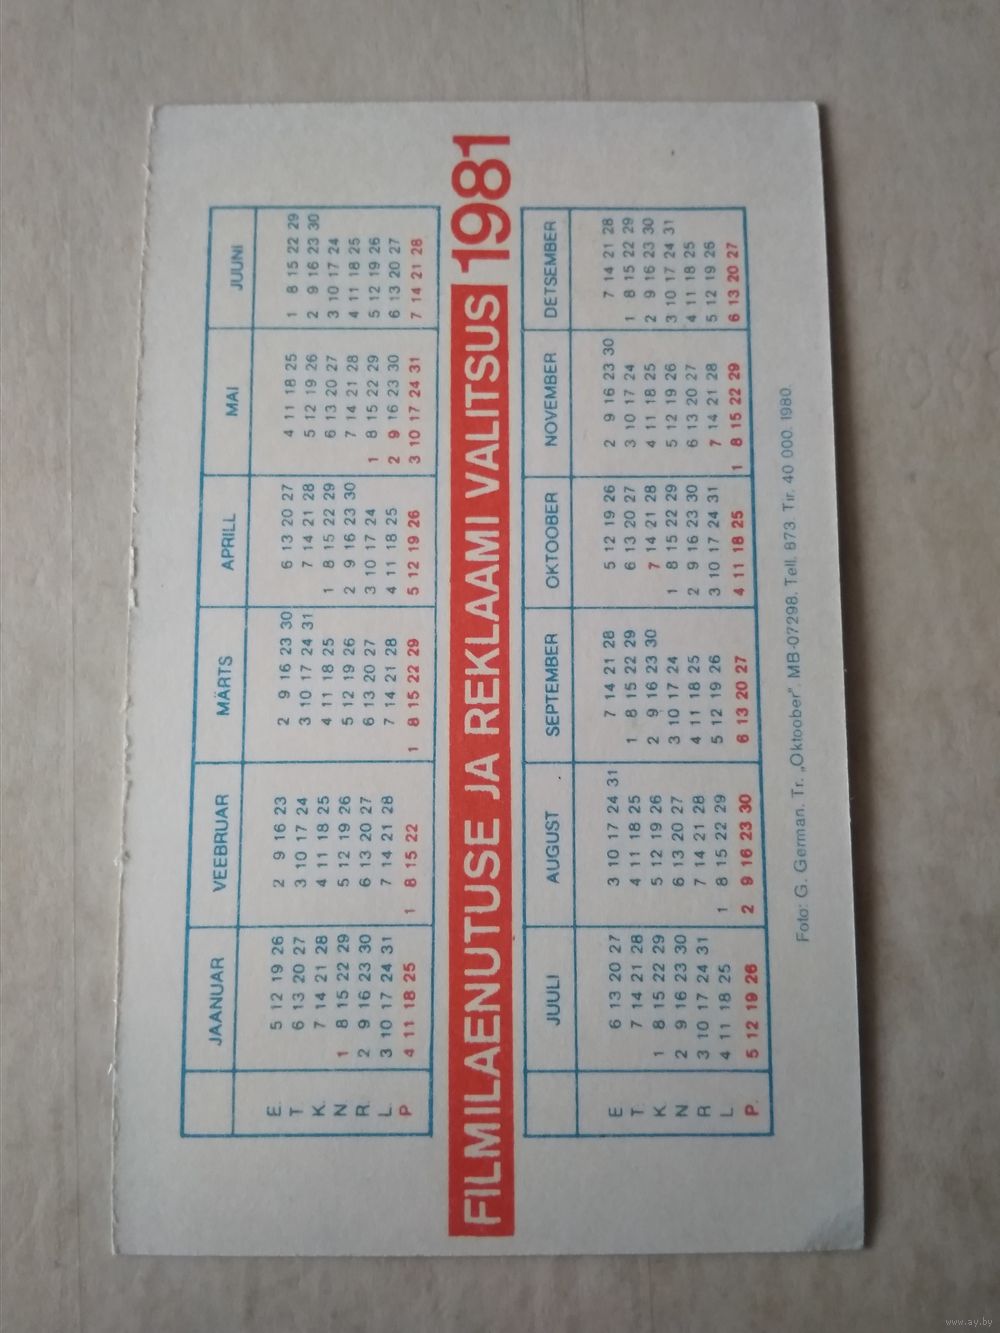 JAANUAR VEEBRUAR MÄRTS APRILL MAI JUUNI
E. 5 12 19 26 2 9 16 23 2 9 16 23 30 6 13 20 27 4 11 18 25 1 8 15 22 29
T. 6 13 20 27 3 10 17 24 3 10 17 24 31 7 14 21 28 5 12 19 26 2 9 16 23 30
K. 7 14 21 28 4 11 18 25 4 11 18 25 1 8 15 22 29 6 13 20 27 3 10 17 24
N. 1 8 15 22 29 5 12 19 26 5 12 19 26 2 9 16 23 30 7 14 21 28 4 11 18 25
R. 2 9 16 23 30 6 13 20 27 6 13 20 27 3 10 17 24 1 8 15 22 29 5 12 19 26
L. 3 10 17 24 31 7 14 21 28 7 14 21 28 4 11 18 25 2 9 16 23 30 6 13 20 27
P 4 11 18 25 1 8 15 22 1 8 15 22 29 5 12 19 26 3 10 17 24 31 7 14 21 28
FILMILAENUTUSE JA REKLAAMI VALITSUS 1981
JUULI AUGUST SEPTEMBER OKTOOBER NOVEMBER DETSEMBER
E 6 13 20 27 3 10 17 24 31 7 14 21 28 5 12 19 26 2 9 16 23 30 7 14 21 28
T. 7 14 21 28 4 11 18 25 1 8 15 22 29 6 13 20 27 3 10 17 24 1 8 15 22 29
K. 1 8 15 22 29 5 12 19 26 2 9 16 23 30 7 14 21 28 4 11 18 25 2 9 16 23 30
N 2 9 16 23 30 6 13 20 27 3 10 17 24 1 8 15 22 29 5 12 19 26 3 10 17 24 31
R 3 10 17 24 31 7 14 21 28 4 11 18 25 2 9 16 23 30 6 13 20 27 4 11 18 25
L. 4 11 18 25 1 8 15 22 29 5 12 19 26 3 10 17 24 31 7 14 21 28 5 12 19 26
P. 5 12 19 26 2 9 16 23 30 6 13 20 27 4 11 18 25 1 8 15 22 29 6 13 20 27
Foto: G. German. Tr. „Oktoober". MB-07298. Tell. 873. Tir. 40 000. 1980.
www.ay.by